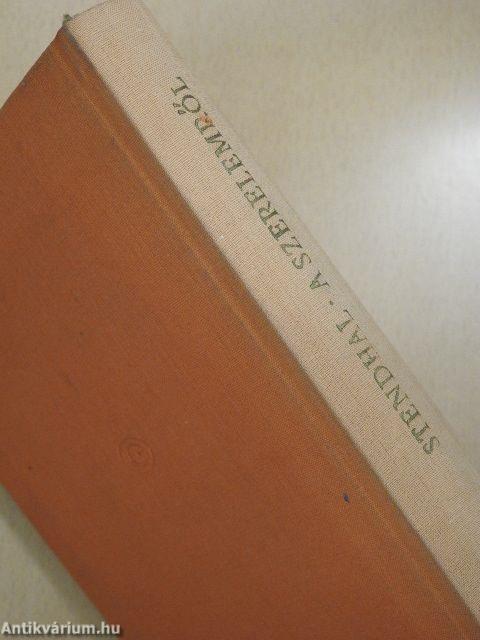 STENDHAL · A SZERELEMRŐL
Antikvárium.hu